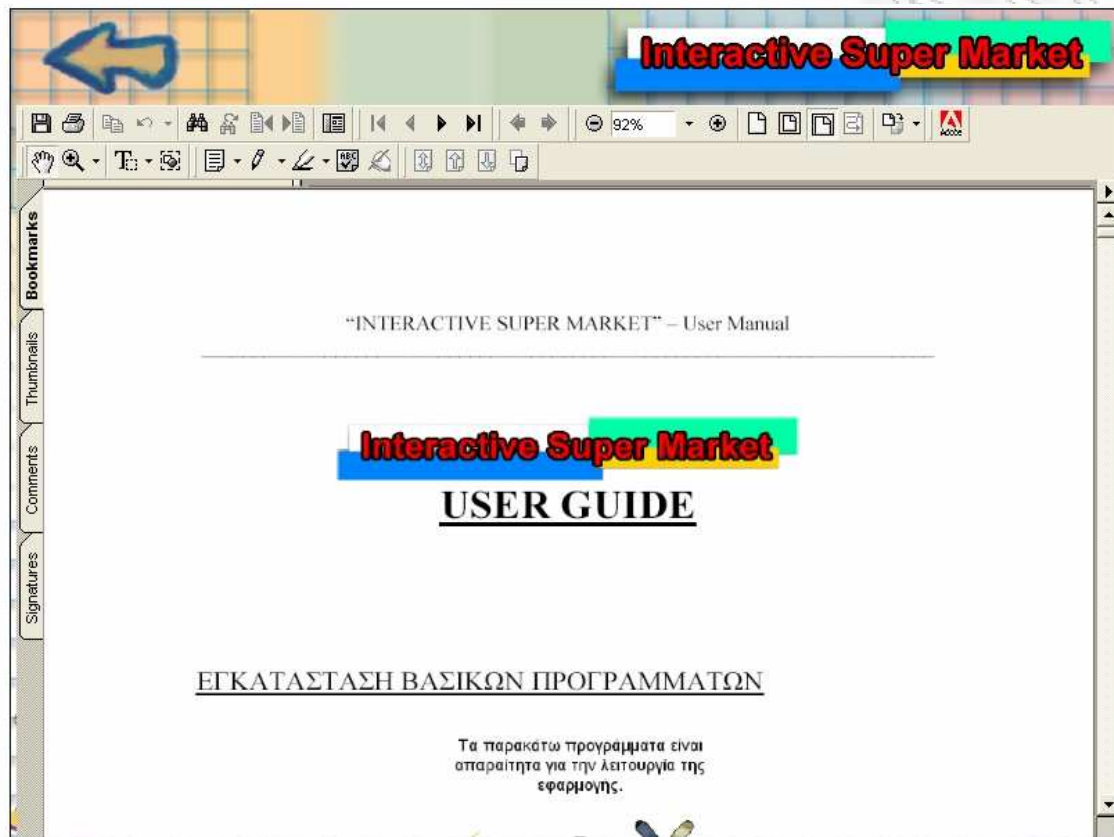 Interactive Super Market
92%
Adobe
Bookmarks
Thumbnails
Comments
Signatures
“INTERACTIVE SUPER MARKET” – User Manual
Interactive Super Market
USER GUIDE
ΕΓΚΑΤΑΣΤΑΣΗ ΒΑΣΙΚΩΝ ΠΡΟΓΡΑΜΜΑΤΩΝ
Τα παρακάτω προγράμματα είναι
απαραίτητα για την λειτουργία της
εφαρμογής.